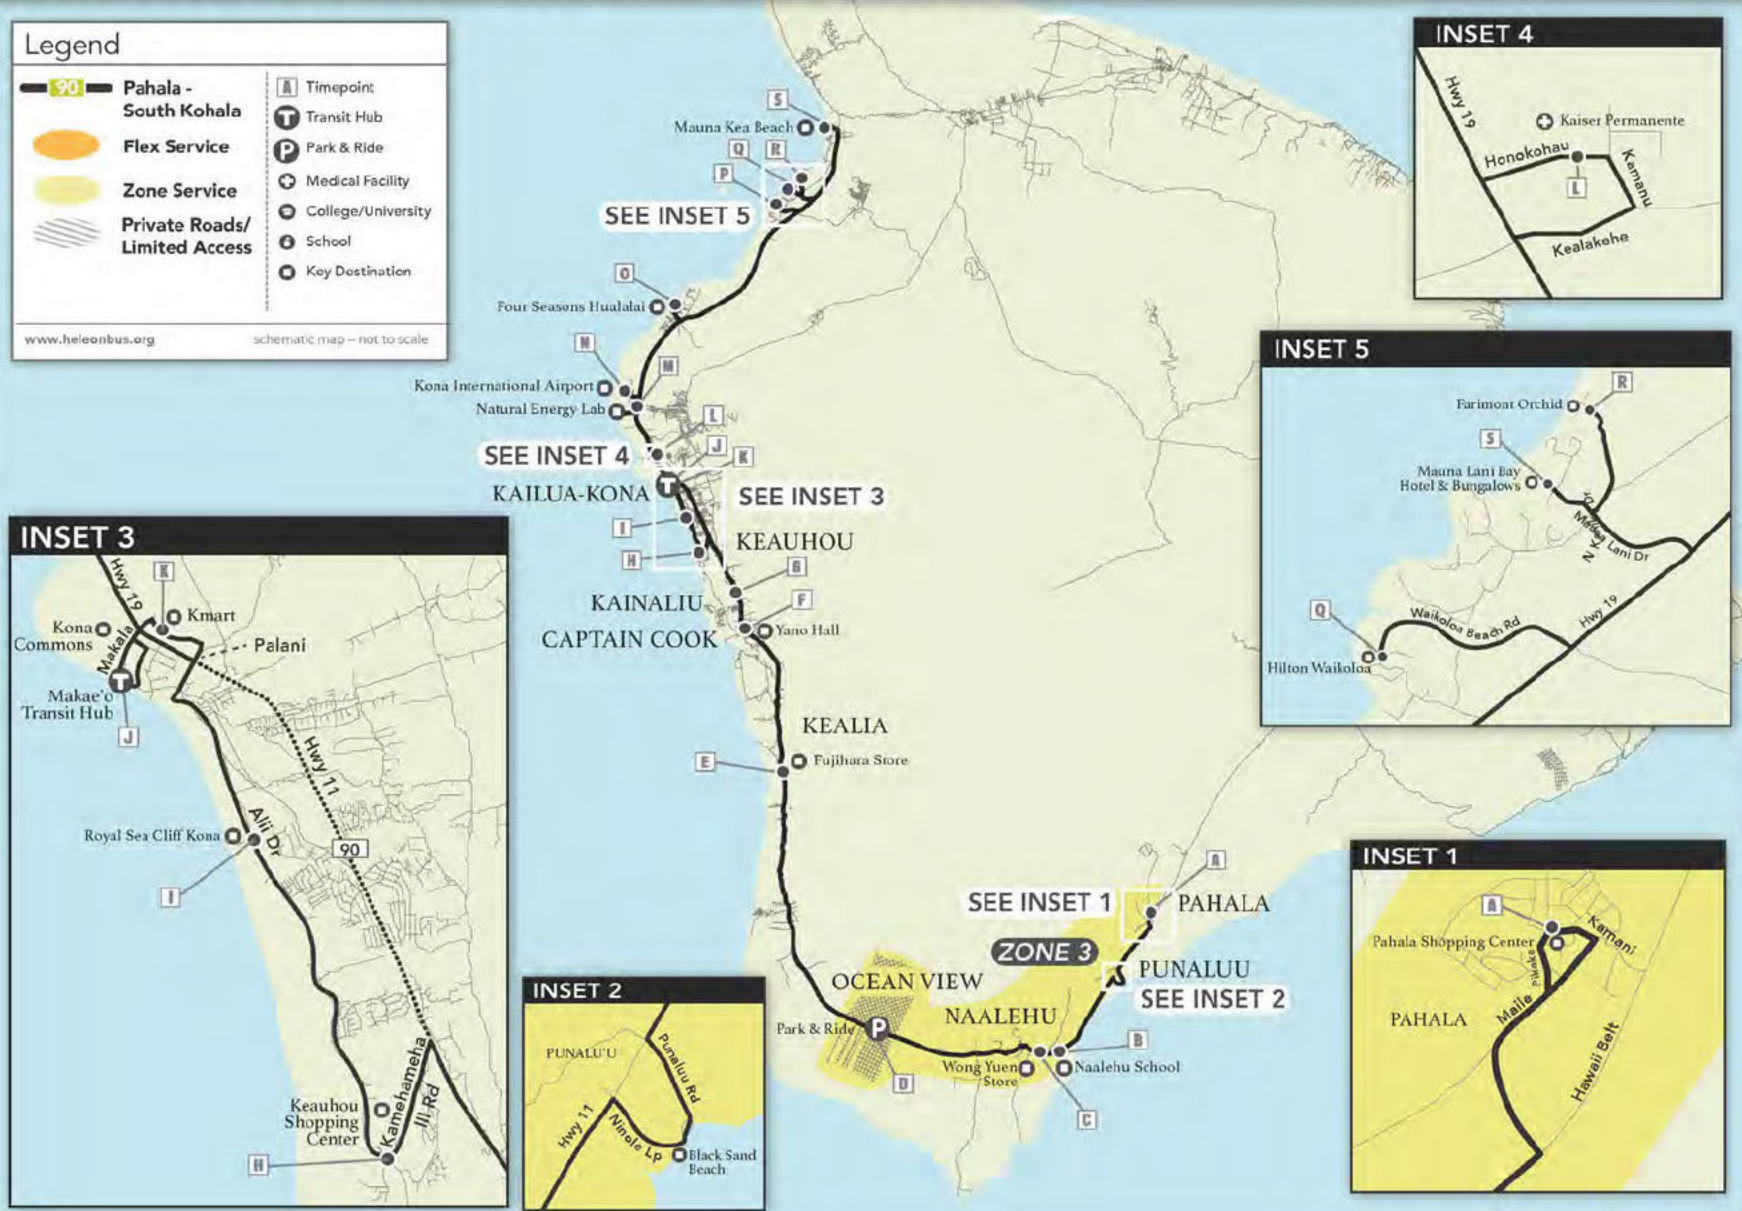 Legend
90
Pahala -
South Kohala
Flex Service
Zone Service
Private Roads/
Limited Access
A Timepoint
T Transit Hub
P Park & Ride
Medical Facility
College/University
School
Key Destination
www.heleonbus.org
schematic map – not to scale
S
Mauna Kea Beach
Q
R
P
SEE INSET 5
O
Four Seasons Hualalai
N
M
Kona International Airport
Natural Energy Lab
L
J
SEE INSET 4
K
T
KAILUA-KONA
SEE INSET 3
I
KEAUHOU
H
G
KAINALIU
F
CAPTAIN COOK
Yano Hall
KEALIA
E
Fujihara Store
A
SEE INSET 1
PAHALA
ZONE 3
PUNALUU
SEE INSET 2
OCEAN VIEW
NAALEHU
Park & Ride
P
B
D
Wong Yuen
Store
Naalehu School
C
INSET 4
Hwy 19
Kaiser Permanente
Honokohau
Kamanu
L
Kealakehe
INSET 5
R
Farimont Orchid
S
Mauna Lani Bay
Hotel & Bungalows
Lani Dr
Q
Waikoloa Beach Rd
Hwy 19
Hilton Waikoloa
INSET 3
Hwy 19
K
Kmart
Kona
Commons
Makala
Palani
T
Makae'o
Transit Hub
J
Hwy 11
Alii Dr
Royal Sea Cliff Kona
90
I
Keauhou
Shopping
Center
Kamehameha
III Rd
H
INSET 2
PUNALU'U
Punaluu Rd
Hwy 11
Ninole Lp
Black Sand
Beach
INSET 1
A
Kamani
Pahala Shopping Center
Pikake
Maile
PAHALA
Hawaii Belt